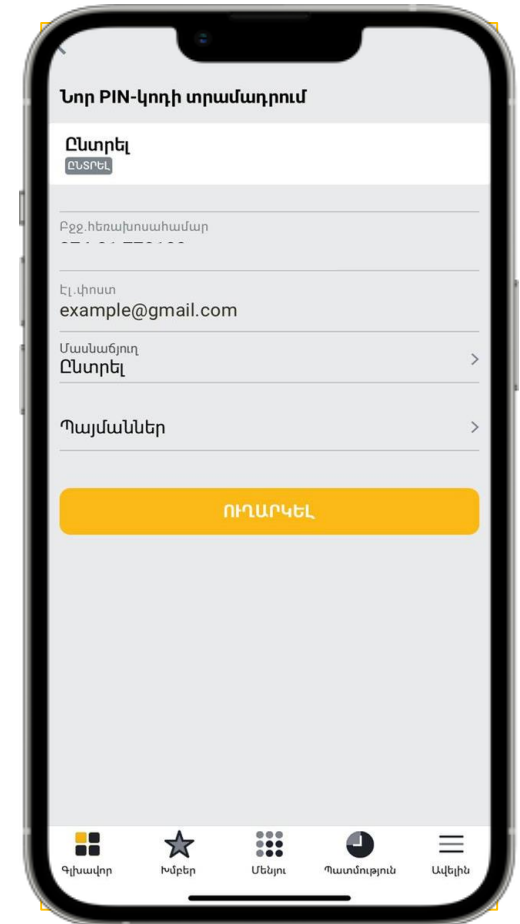 Նոր PIN-կոդի տրամադրում
Ընտրել
ԸՆՏՐԵԼ
Բջջ.հեռախոսահամար
Էլ.փոստ
example@gmail.com
Մասնաճյուղ
Ընտրել
Պայմաններ
ՈՒՂԱՐԿԵԼ
Գլխավոր
Խմբեր
Մենյու
Պատմություն
Ավելին